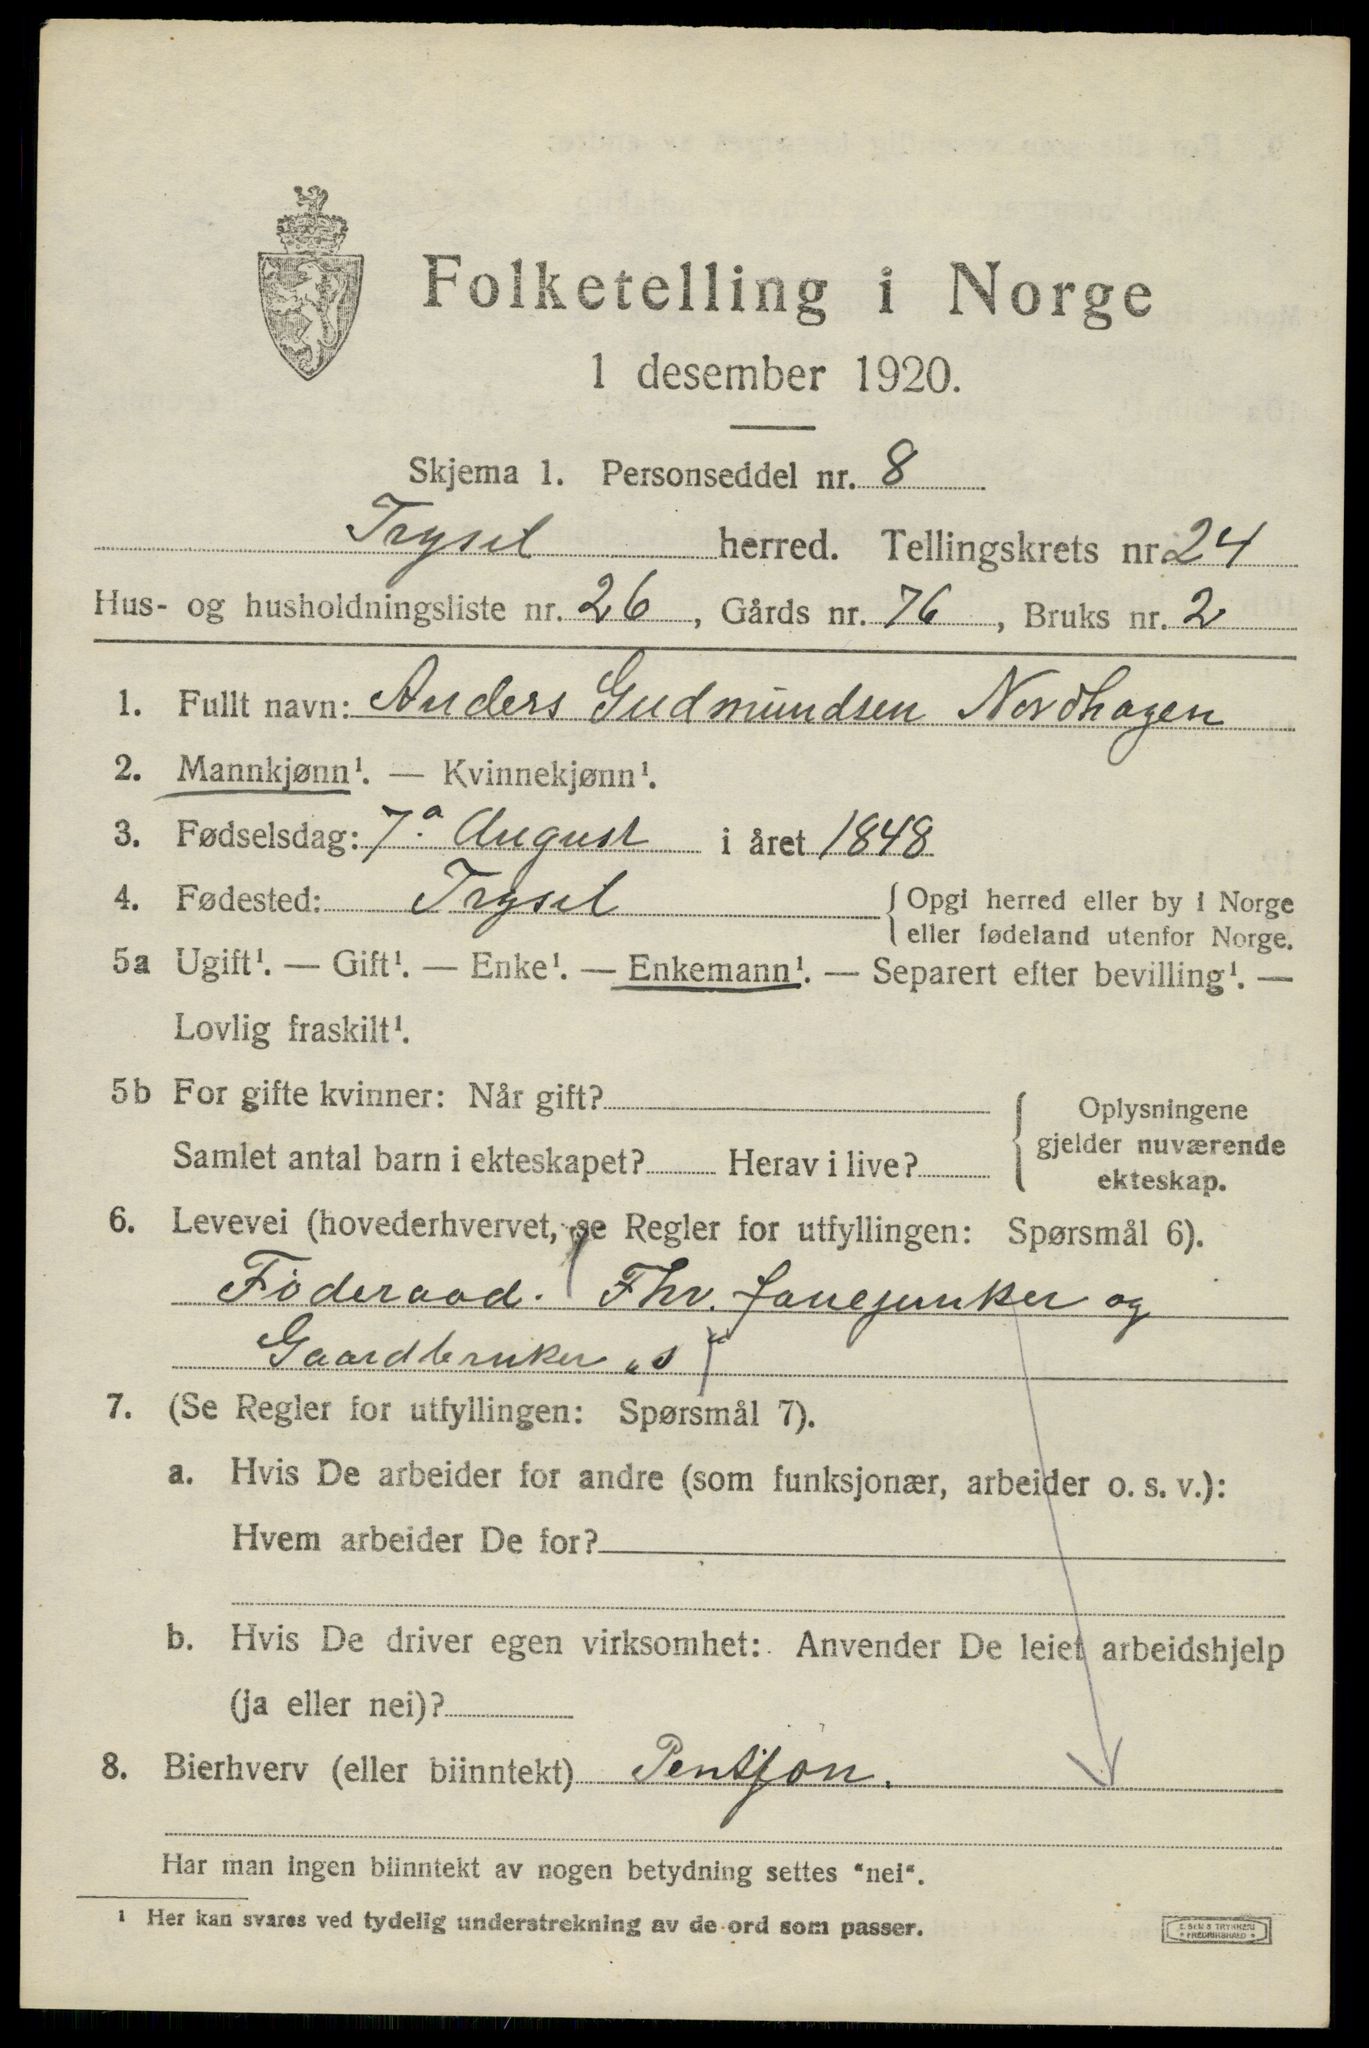 Folketelling i Norge
1 desember 1920.
Skjema 1. Personseddel nr. 8
Trysil herred. Tellingskrets nr. 24
Hus- og husholdningsliste nr. 26, Gårds nr. 76, Bruks nr. 2
1. Fullt navn: Anders Gudmundsen Nordhagen
2. Mannkjønn¹. — Kvinnekjønn¹.
3. Fødselsdag: 7ª August i året 1848
4. Fødested: Trysil { Opgi herred eller by i Norge
eller fødeland utenfor Norge.
5a Ugift¹. — Gift¹. — Enke¹. — Enkemann¹. — Separert efter bevilling¹. —
Lovlig fraskilt¹.
5b For gifte kvinner: Når gift?
Samlet antal barn i ekteskapet? Herav i live?
Oplysningene
gjelder nuværende
ekteskap.
6. Levevei (hovederhvervet, se Regler for utfyllingen: Spørsmål 6).
Föderaad. Fhv. fanejunker og
Gaardbruker „s“
7. (Se Regler for utfyllingen: Spørsmål 7).
a. Hvis De arbeider for andre (som funksjonær, arbeider o. s. v.):
Hvem arbeider De for?
b. Hvis De driver egen virksomhet: Anvender De leiet arbeidshjelp
(ja eller nei)?
8. Bierhverv (eller biinntekt) Pensjon.
Har man ingen biinntekt av nogen betydning settes "nei".
¹ Her kan svares ved tydelig understrekning av de ord som passer.
TRYKKERI
* FREDRIKSHALD *